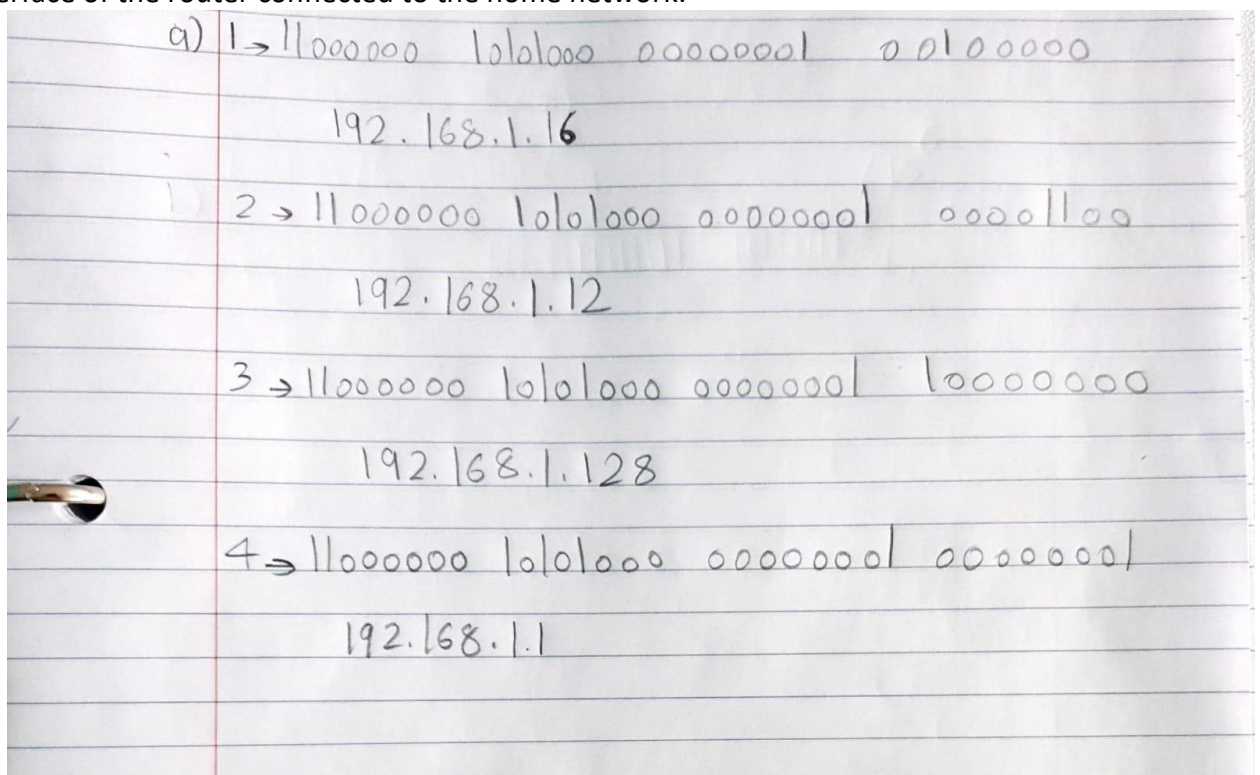 erface of the router connected to the home network.
a) 1→ 11000000 10101000 00000001 00100000
192.168.1.16
2 → 11000000 10101000 00000001 00001100
192.168.1.12
3 → 11000000 10101000 00000001 10000000
192.168.1.128
4 → 11000000 10101000 00000001 00000001
192.168.1.1